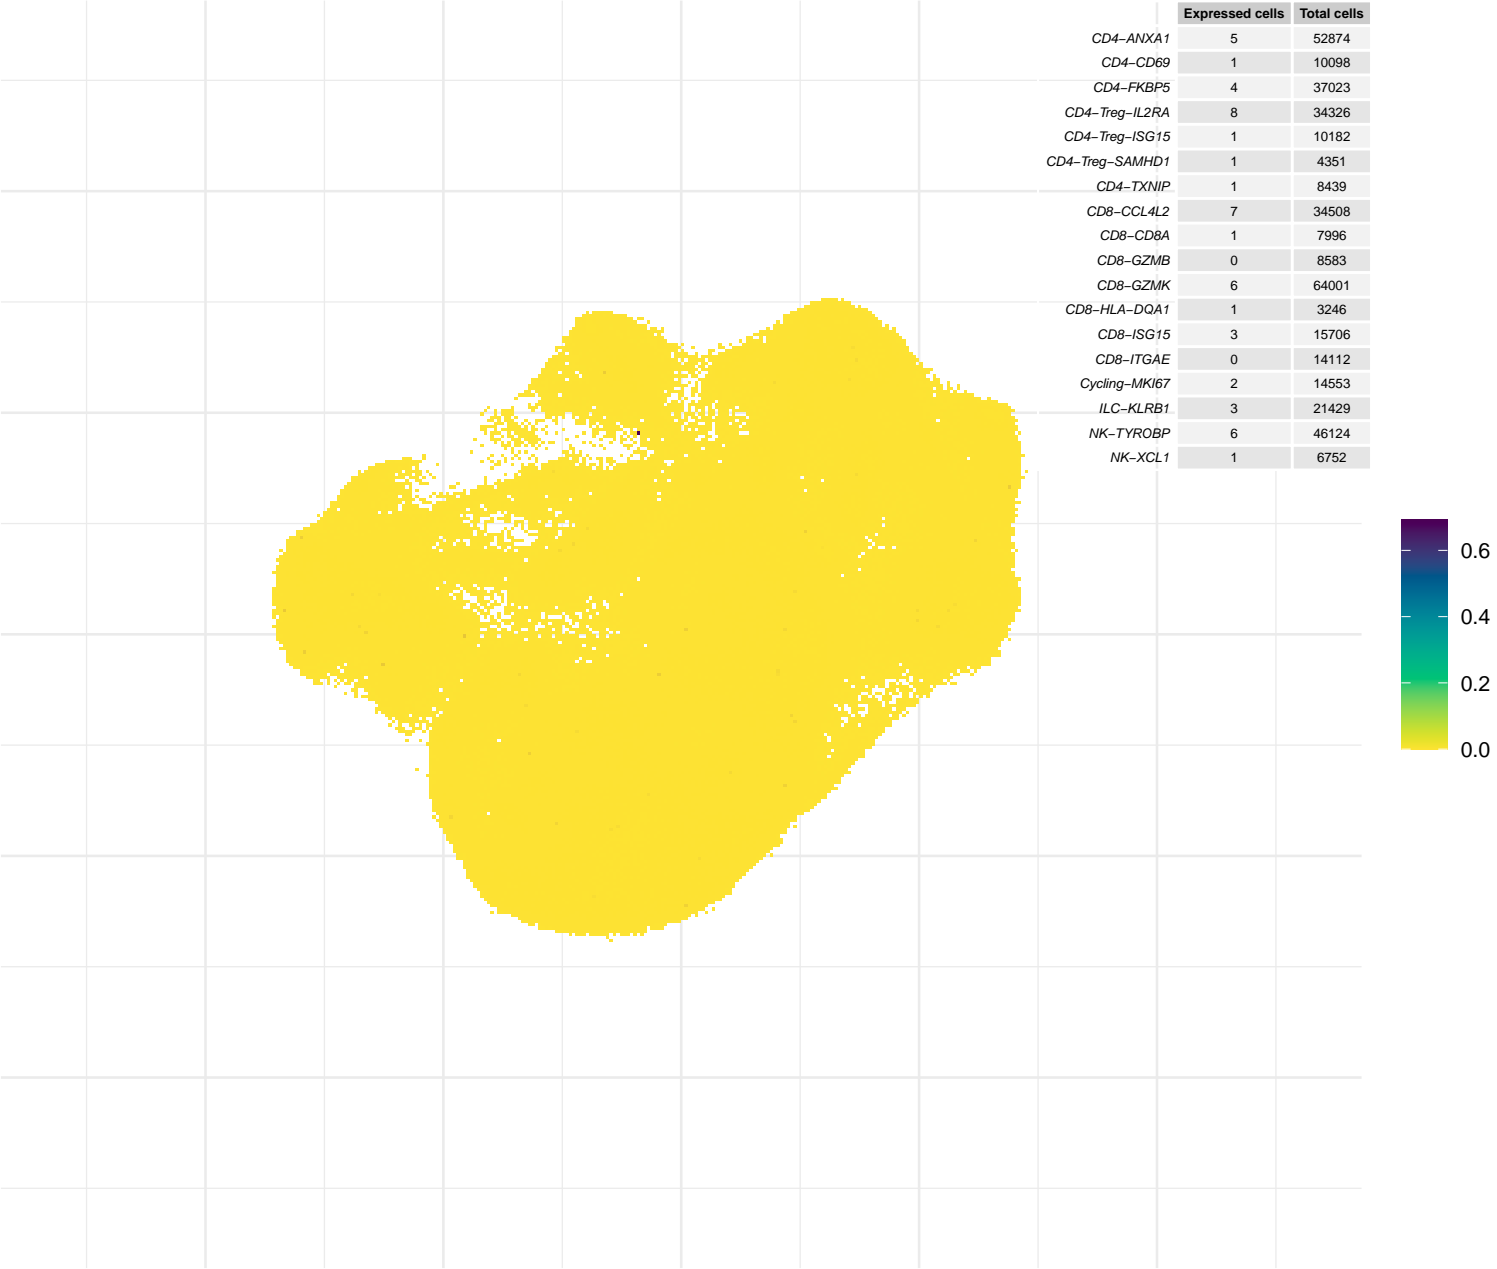 Expressed cells Total cells
CD4−ANXA1 5 52874
CD4−CD69 1 10098
CD4−FKBP5 4 37023
CD4−Treg−IL2RA 8 34326
CD4−Treg−ISG15 1 10182
CD4−Treg−SAMHD1 1 4351
CD4−TXNIP 1 8439
CD8−CCL4L2 7 34508
CD8−CD8A 1 7996
CD8−GZMB 0 8583
CD8−GZMK 6 64001
CD8−HLA−DQA1 1 3246
CD8−ISG15 3 15706
CD8−ITGAE 0 14112
Cycling−MKI67 2 14553
ILC−KLRB1 3 21429
NK−TYROBP 6 46124
NK−XCL1 1 6752
0.6
0.4
0.2
0.0